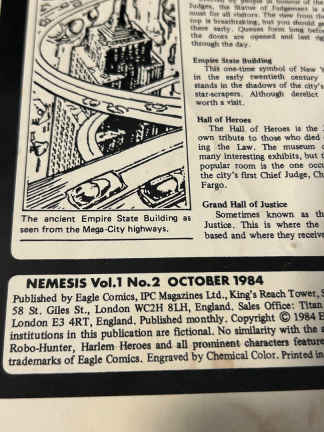 Judges, the Statue of Judgement is a
must for all visitors. The view from the
top is breathtaking, but you should get
there early. Queues form long before
the doors are opened and last right
through the day.
Empire State Building
This one-time symbol of New
in the early twentieth century
stands in the shadows of the city's
star-scrapers. Although derelict
worth a visit.
Hall of Heroes
The Hall of Heroes is the
own tribute to those who died
ing the Law. The museum
many interesting exhibits, but
popular room is the one occu
the city's first Chief Judge, Ch
Fargo.
Grand Hall of Justice
Sometimes known as th
Justice. This is where the
based and where they receive
The ancient Empire State Building as
seen from the Mega-City highways.
NEMESIS Vol.1 No.2 OCTOBER 1984
Published by Eagle Comics, IPC Magazines Ltd., King's Reach Tower, S
58 St. Giles St., London WC2H 8LH, England. Sales Office: Titan
London E3 4RT, England. Published monthly. Copyright © 1984 E
institutions in this publication are fictional. No similarity with the a
Robo-Hunter, Harlem Heroes and all prominent characters feature
trademarks of Eagle Comics. Engraved by Chemical Color. Printed in